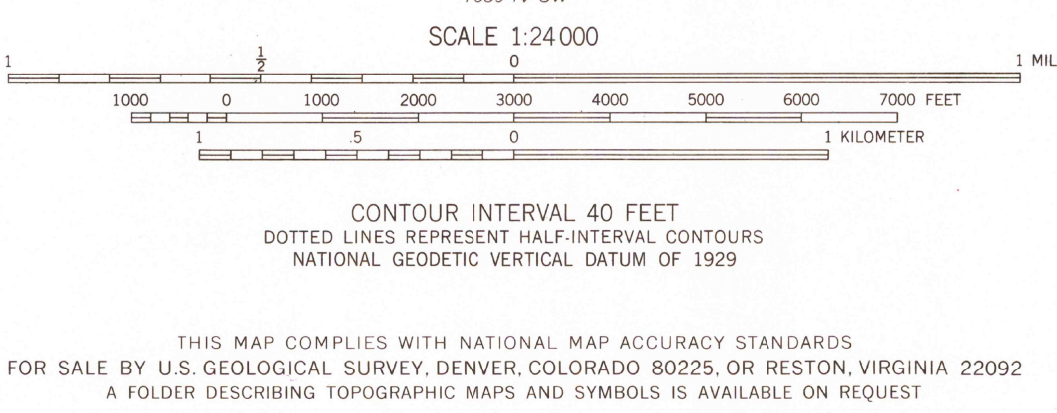 SCALE 1:24 000
1 1/2 0 1 MIL
1000 0 1000 2000 3000 4000 5000 6000 7000 FEET
1 .5 0 1 KILOMETER
CONTOUR INTERVAL 40 FEET
DOTTED LINES REPRESENT HALF-INTERVAL CONTOURS
NATIONAL GEODETIC VERTICAL DATUM OF 1929
THIS MAP COMPLIES WITH NATIONAL MAP ACCURACY STANDARDS
FOR SALE BY U.S. GEOLOGICAL SURVEY, DENVER, COLORADO 80225, OR RESTON, VIRGINIA 22092
A FOLDER DESCRIBING TOPOGRAPHIC MAPS AND SYMBOLS IS AVAILABLE ON REQUEST